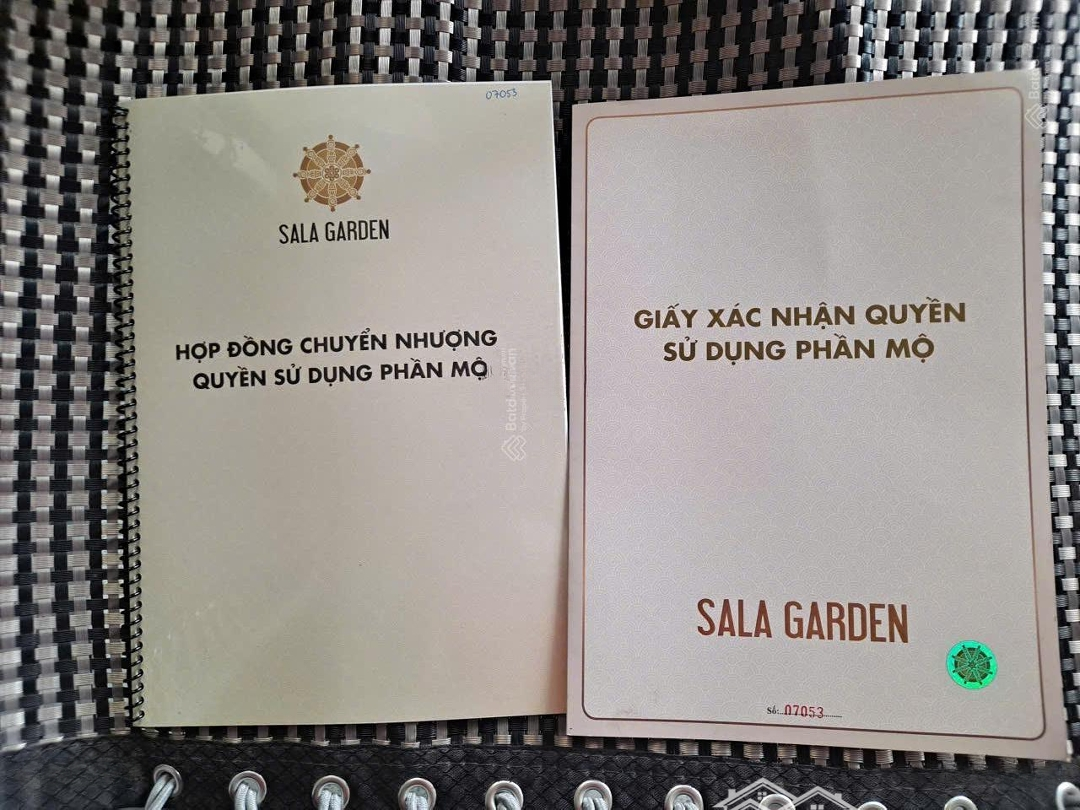 07053
SALA GARDEN
HỢP ĐỒNG CHUYỂN NHƯỢNG
QUYỀN SỬ DỤNG PHẦN MỘ
GIẤY XÁC NHẬN QUYỀN
SỬ DỤNG PHẦN MỘ
SALA GARDEN
Số:...07053.........